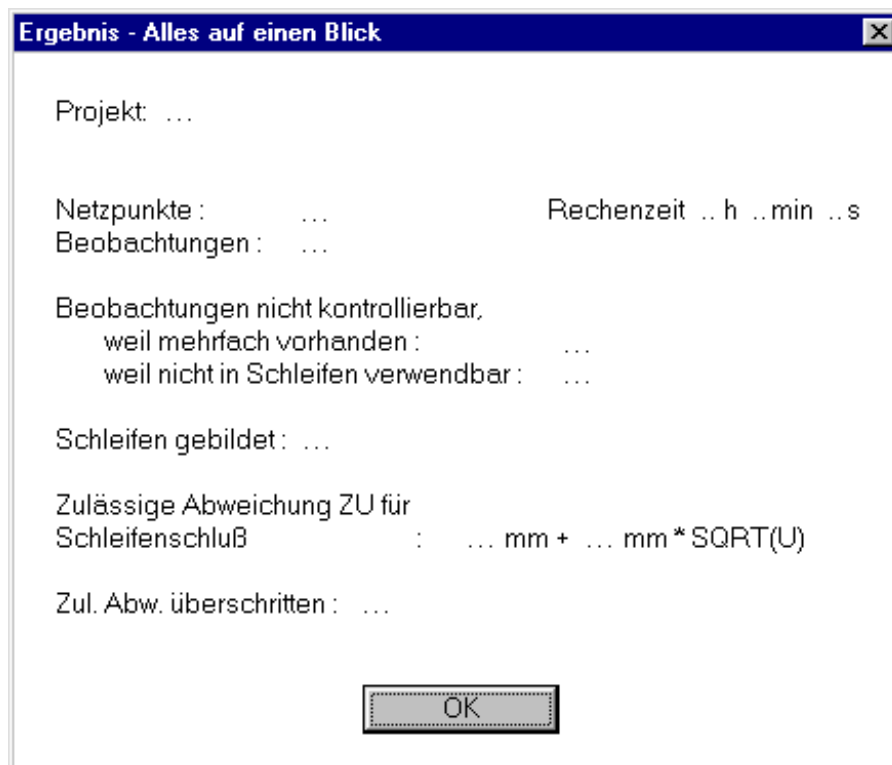 Ergebnis - Alles auf einen Blick
Projekt: ...
Netzpunkte : ... Rechenzeit .. h ..min ..s
Beobachtungen : ...
Beobachtungen nicht kontrollierbar,
weil mehrfach vorhanden : ...
weil nicht in Schleifen verwendbar : ...
Schleifen gebildet : ...
Zulässige Abweichung ZU für
Schleifenschluß : ... mm + ... mm * SQRT(U)
Zul. Abw. überschritten : ...
OK